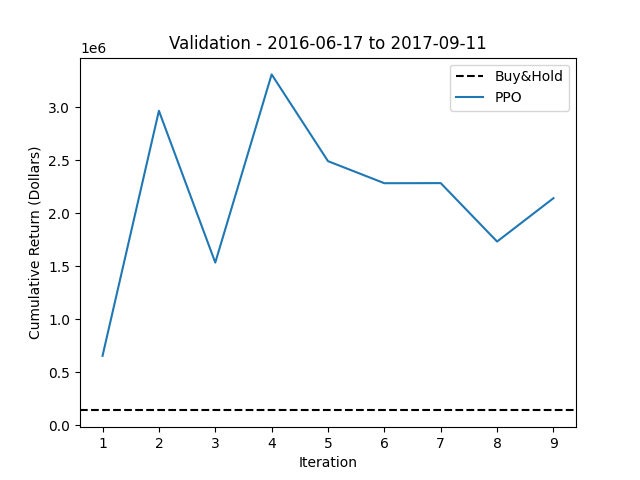 Validation - 2016-06-17 to 2017-09-11
1e6
Buy&Hold
PPO
3.0
2.5
2.0
1.5
1.0
0.5
0.0
Cumulative Return (Dollars)
1 2 3 4 5 6 7 8 9
Iteration